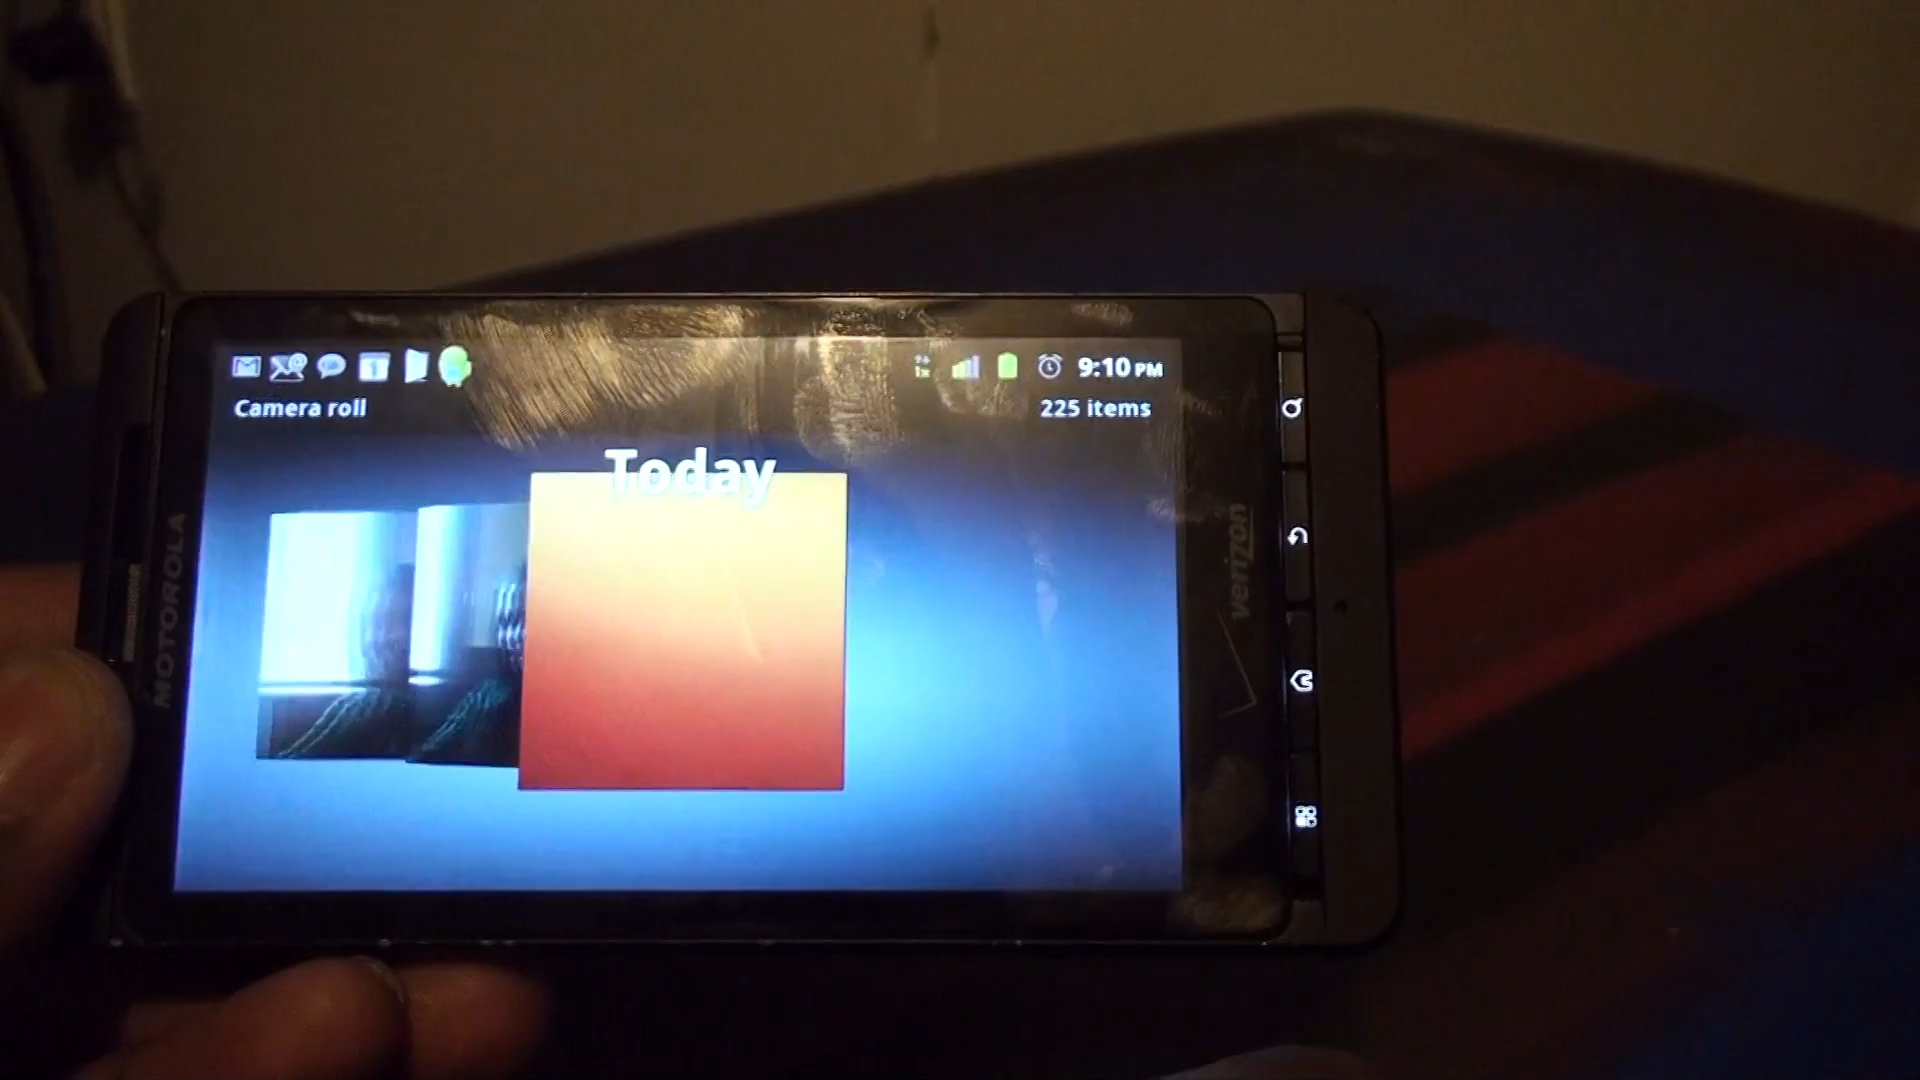 9:10 PM
Camera roll
225 items
Today
MOTOROLA
verizon